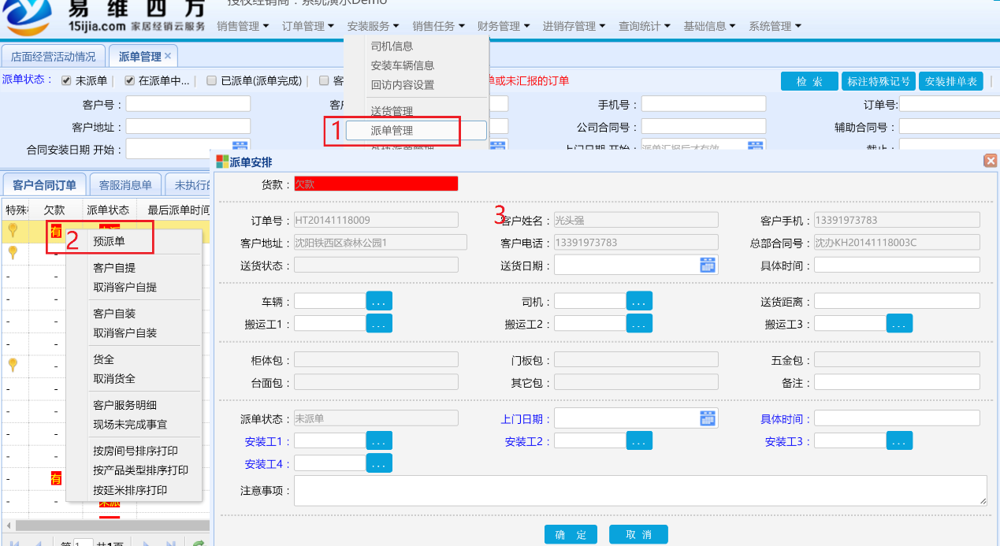 易维四方
授权经销商：系统演示Demo
15ijia.com 家居经销云服务
销售管理 订单管理 安装服务 销售任务 财务管理 进销存管理 查询统计 基础信息 系统管理
司机信息
店面经营活动情况 派单管理 ×
安装车辆信息
派单状态： 未派单 在派单中... 已派单(派单完成) 客
回访内容设置
单或未汇报的订单
检 索 标注特殊记号 安装排单表
客户号： 客户 手机号： 订单号:
送货管理
客户地址： 公司合同号： 辅助合同号：
1 派单管理
合同安装日期 开始：
外协派单管理
上门日期 开始： 派单汇报后才有效 截止：
派单安排
货款： 欠款
客户合同订单 客服消息单 未执行的
特殊 欠款 派单状态 最后派单时间
订单号： HT20141118009 3 客户姓名： 光头强 客户手机： 13391973783
有 未派
2 预派单
客户地址： 沈阳铁西区森林公园1 客户电话： 13391973783 总部合同号： 沈办KH20141118003C
送货状态： 送货日期： 具体时间：
客户自提
取消客户自提
车辆： ... 司机： ... 送货距离：
客户自装
搬运工1： ... 搬运工2： ... 搬运工3： ...
取消客户自装
货全
柜体包： 门板包： 五金包：
取消货全
台面包： 其它包： 备注：
客户服务明细
派单状态： 未派单 上门日期： 具体时间：
现场未完成事宜
安装工1： ... 安装工2： ... 安装工3： ...
按房间号排序打印
安装工4： ...
按产品类型排序打印
有
按延米排序打印
注意事项：
未派
第 1 共1页
确 定 取 消